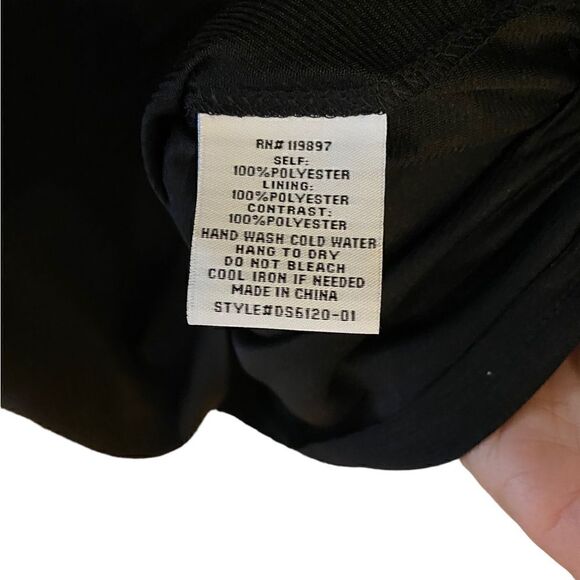 RN# 119897
SELF:
100%POLYESTER
LINING:
100%POLYESTER
CONTRAST:
100%POLYESTER
HAND WASH COLD WATER
HANG TO DRY
DO NOT BLEACH
COOL IRON IF NEEDED
MADE IN CHINA
STYLE#DS6120-01